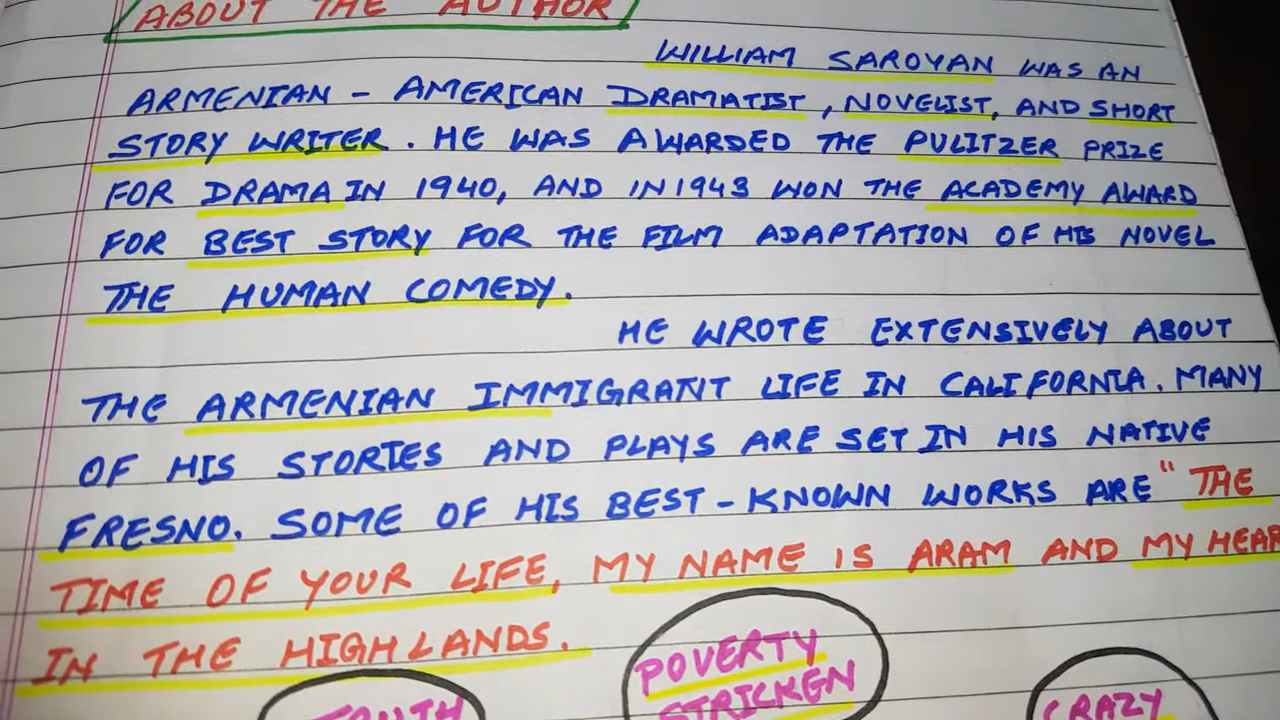 ABOUT THE AUTHOR
WILLIAM SAROYAN WAS AN
ARMENIAN - AMERICAN DRAMATIST, NOVELIST, AND SHORT
STORY WRITER. HE WAS AWARDED THE PULITZER PRIZE
FOR DRAMA IN 1940, AND IN 1943 WON THE ACADEMY AWARD
FOR BEST STORY FOR THE FILM ADAPTATION OF HIS NOVEL
THE HUMAN COMEDY.
HE WROTE EXTENSIVELY ABOUT
THE ARMENIAN IMMIGRANT LIFE IN CALIFORNIA. MANY
OF HIS STORIES AND PLAYS ARE SET IN HIS NATIVE
FRESNO. SOME OF HIS BEST-KNOWN WORKS ARE "THE
TIME OF YOUR LIFE, MY NAME IS ARAM AND MY HEAR
IN THE HIGHLANDS.
POVERTY
STRICKEN
CRAZY